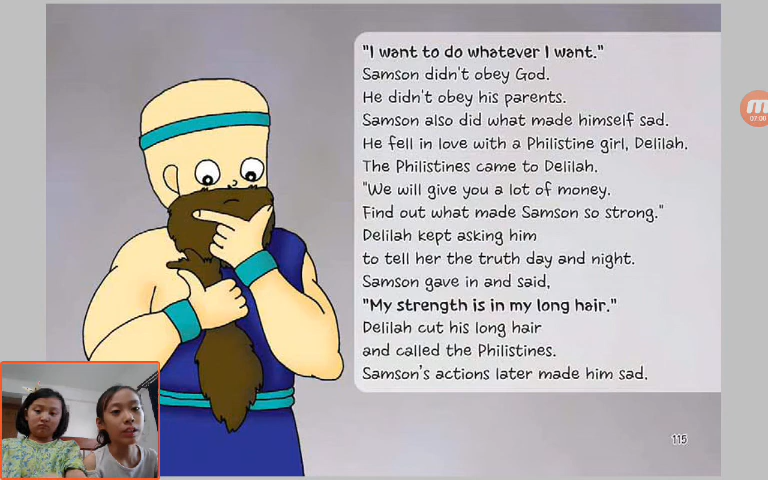 "I want to do whatever I want."
Samson didn't obey God.
He didn't obey his parents.
Samson also did what made himself sad.
He fell in love with a Philistine girl, Delilah.
The Philistines came to Delilah.
"We will give you a lot of money.
Find out what made Samson so strong."
Delilah kept asking him
to tell her the truth day and night.
Samson gave in and said,
"My strength is in my long hair."
Delilah cut his long hair
and called the Philistines.
Samson's actions later made him sad.
115
07:00